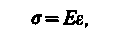 σ = Eε,